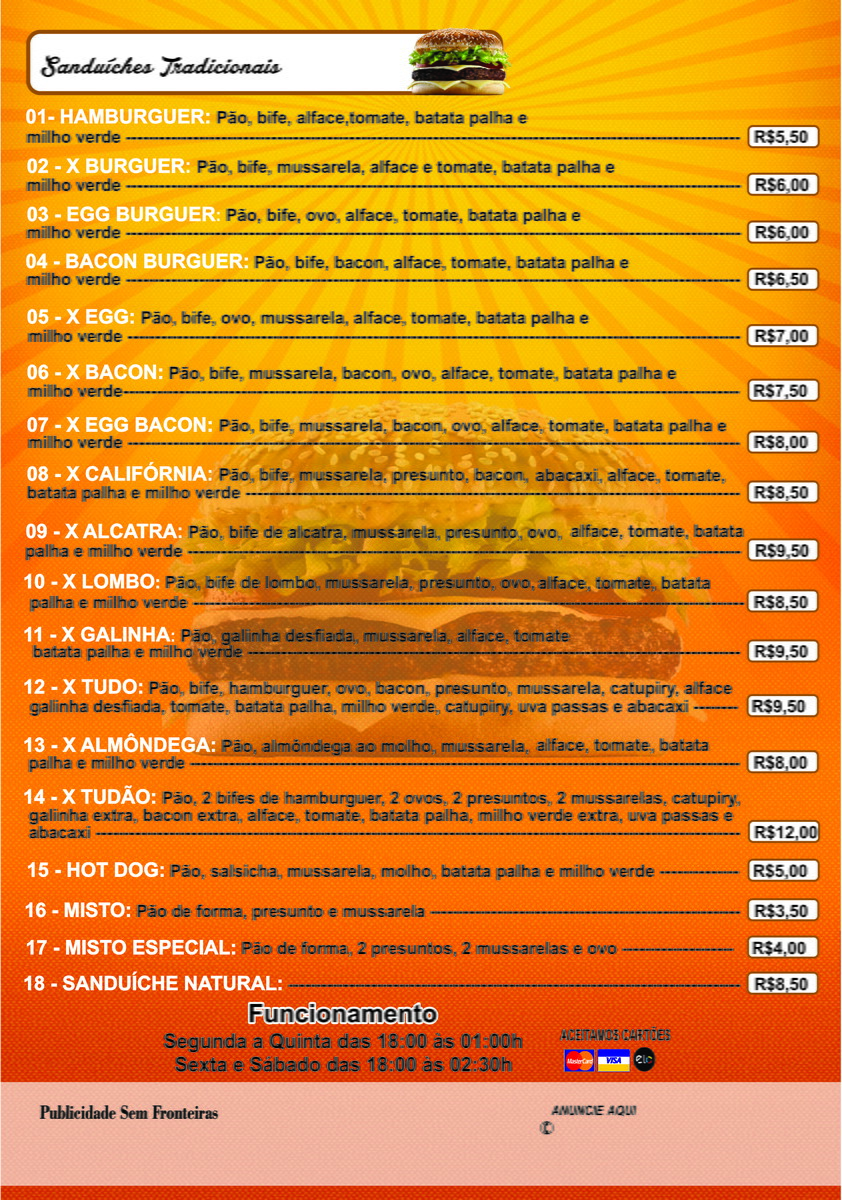 Sanduíches Tradicionais
01- HAMBURGUER: Pão, bife, alface,tomate, batata palha e
milho verde R$5,50
02 - X BURGUER: Pão, bife, mussarela, alface e tomate, batata palha e
milho verde R$6,00
03 - EGG BURGUER: Pão, bife, ovo, alface, tomate, batata palha e
milho verde R$6,00
04 - BACON BURGUER: Pão, bife, bacon, alface, tomate, batata palha e
milho verde R$6,50
05 - X EGG: Pão, bife, ovo, mussarela, alface, tomate, batata palha e
milho verde R$7,00
06 - X BACON: Pão, bife, mussarela, bacon, ovo, alface, tomate, batata palha e
milho verde R$7,50
07 - X EGG BACON: Pão, bife, mussarela, bacon, ovo, alface, tomate, batata palha e
milho verde R$8,00
08 - X CALIFÓRNIA: Pão, bife, mussarela, presunto, bacon, abacaxi, alface, tomate,
batata palha e milho verde R$8,50
09 - X ALCATRA: Pão, bife de alcatra, mussarela, presunto, ovo, alface, tomate, batata
palha e milho verde R$9,50
10 - X LOMBO: Pão, bife de lombo, mussarela, presunto, ovo, alface, tomate, batata
palha e milho verde R$8,50
11 - X GALINHA: Pão, galinha desfiada, mussarela, alface. tomate
batata palha e milho verde R$9,50
12 - X TUDO: Pão, bife, hamburguer, ovo, bacon, presunto, mussarela, catupiry, alface
galinha desfiada, tomate, batata palha, milho verde, catupiry, uva passas e abacaxi R$9,50
13 - X ALMÔNDEGA: Pão, almôndega ao molho, mussarela, alface, tomate, batata
palha e milho verde R$8,00
14 - X TUDÃO: Pão, 2 bifes de hamburguer, 2 ovos, 2 presuntos, 2 mussarelas, catupiry,
galinha extra, bacon extra, alface, tomate, batata palha, milho verde extra, uva passas e
abacaxi R$12,00
15 - HOT DOG: Pão, salsicha, mussarela, molho, batata palha e milho verde R$5,00
16 - MISTO: Pão de forma, presunto e mussarela R$3,50
17 - MISTO ESPECIAL: Pão de forma, 2 presuntos, 2 mussarelas e ovo R$4,00
18 - SANDUÍCHE NATURAL: R$8,50
Funcionamento
Segunda a Quinta das 18:00 às 01:00h
Sexta e Sábado das 18:00 às 02:30h
ACEITAMOS CARTÕES
MasterCard VISA elo
Publicidade Sem Fronteiras
ANUNCIE AQUI